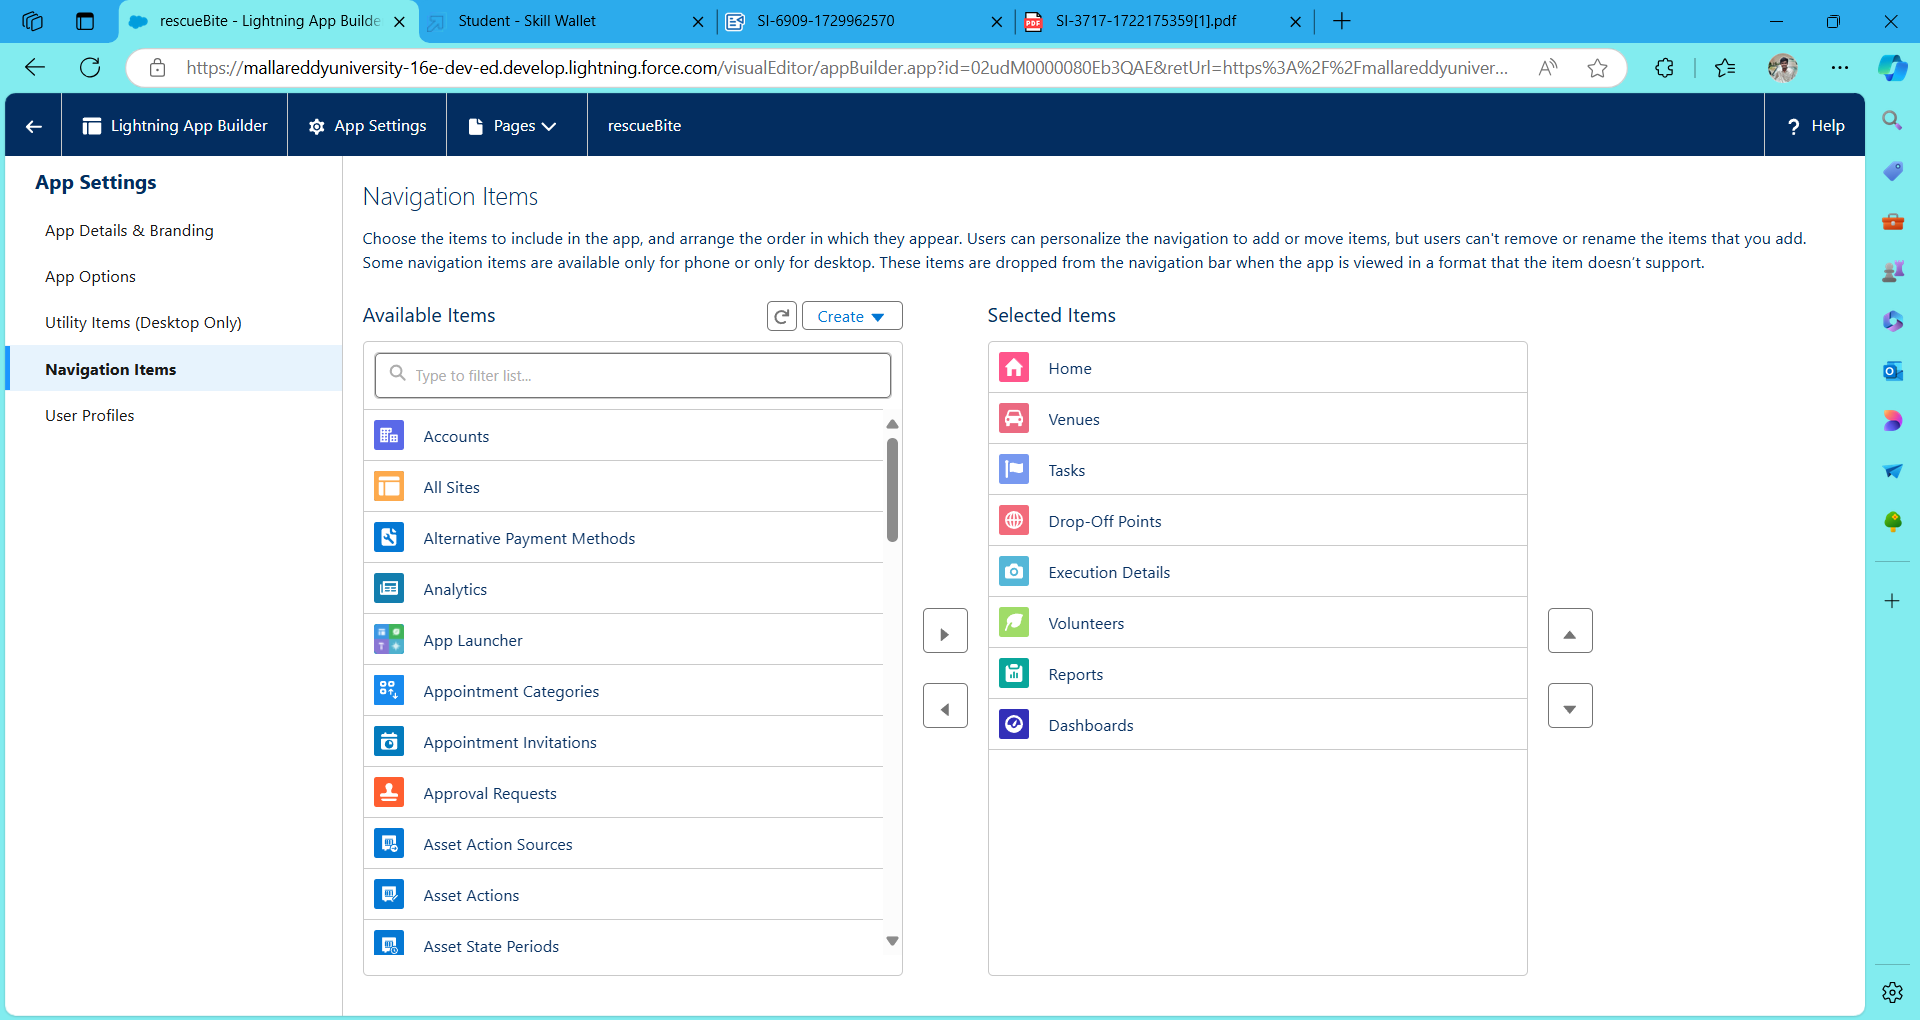 rescueBite - Lightning App Builde
Student - Skill Wallet
SI-6909-1729962570
SI-3717-1722175359[1].pdf
https://mallareddyuniversity-16e-dev-ed.develop.lightning.force.com/visualEditor/appBuilder.app?id=02udM0000080Eb3QAE&retUrl=https%3A%2F%2Fmallareddyuniver...
Lightning App Builder
App Settings
Pages
rescueBite
? Help
App Settings
App Details & Branding
App Options
Utility Items (Desktop Only)
Navigation Items
User Profiles
Navigation Items
Choose the items to include in the app, and arrange the order in which they appear. Users can personalize the navigation to add or move items, but users can't remove or rename the items that you add.
Some navigation items are available only for phone or only for desktop. These items are dropped from the navigation bar when the app is viewed in a format that the item doesn’t support.
Available Items
Create
Type to filter list...
Accounts
All Sites
Alternative Payment Methods
Analytics
App Launcher
Appointment Categories
Appointment Invitations
Approval Requests
Asset Action Sources
Asset Actions
Asset State Periods
Selected Items
Home
Venues
Tasks
Drop-Off Points
Execution Details
Volunteers
Reports
Dashboards